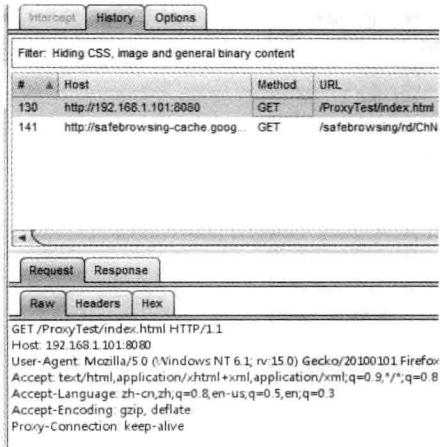 Intercept History Options
Filter: Hiding CSS, image and general binary content
# Host Method URL
130 http://192.168.1.101:8080 GET /ProxyTest/index.html
141 http://safebrowsing-cache.goog... GET /safebrowsing/rd/ChN
Request Response
Raw Headers Hex
GET /ProxyTest/index.html HTTP/1.1
Host: 192.168.1.101:8080
User-Agent: Mozilla/5.0 (Windows NT 6.1; rv:15.0) Gecko/20100101 Firefox
Accept: text/html,application/xhtml+xml,application/xml;q=0.9,*/*;q=0.8
Accept-Language: zh-cn,zh;q=0.8,en-us;q=0.5,en;q=0.3
Accept-Encoding: gzip, deflate
Proxy-Connection: keep-alive